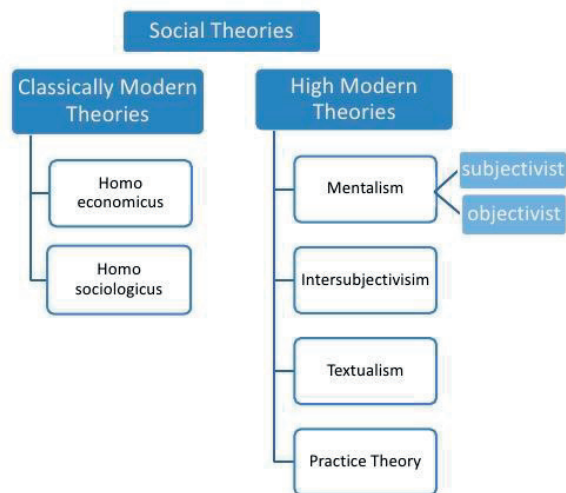 Social Theories
Classically Modern
Theories
Homo
economicus
Homo
sociologicus
High Modern
Theories
Mentalism
subjectivist
objectivist
Intersubjectivisim
Textualism
Practice Theory